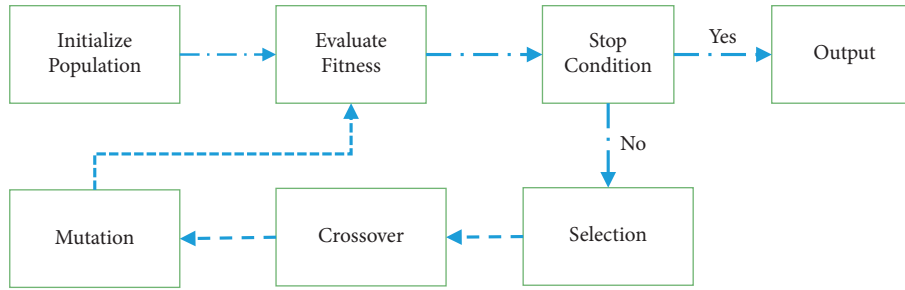 Initialize
Population
Evaluate
Fitness
Stop
Condition
Yes
Output
No
Mutation
Crossover
Selection